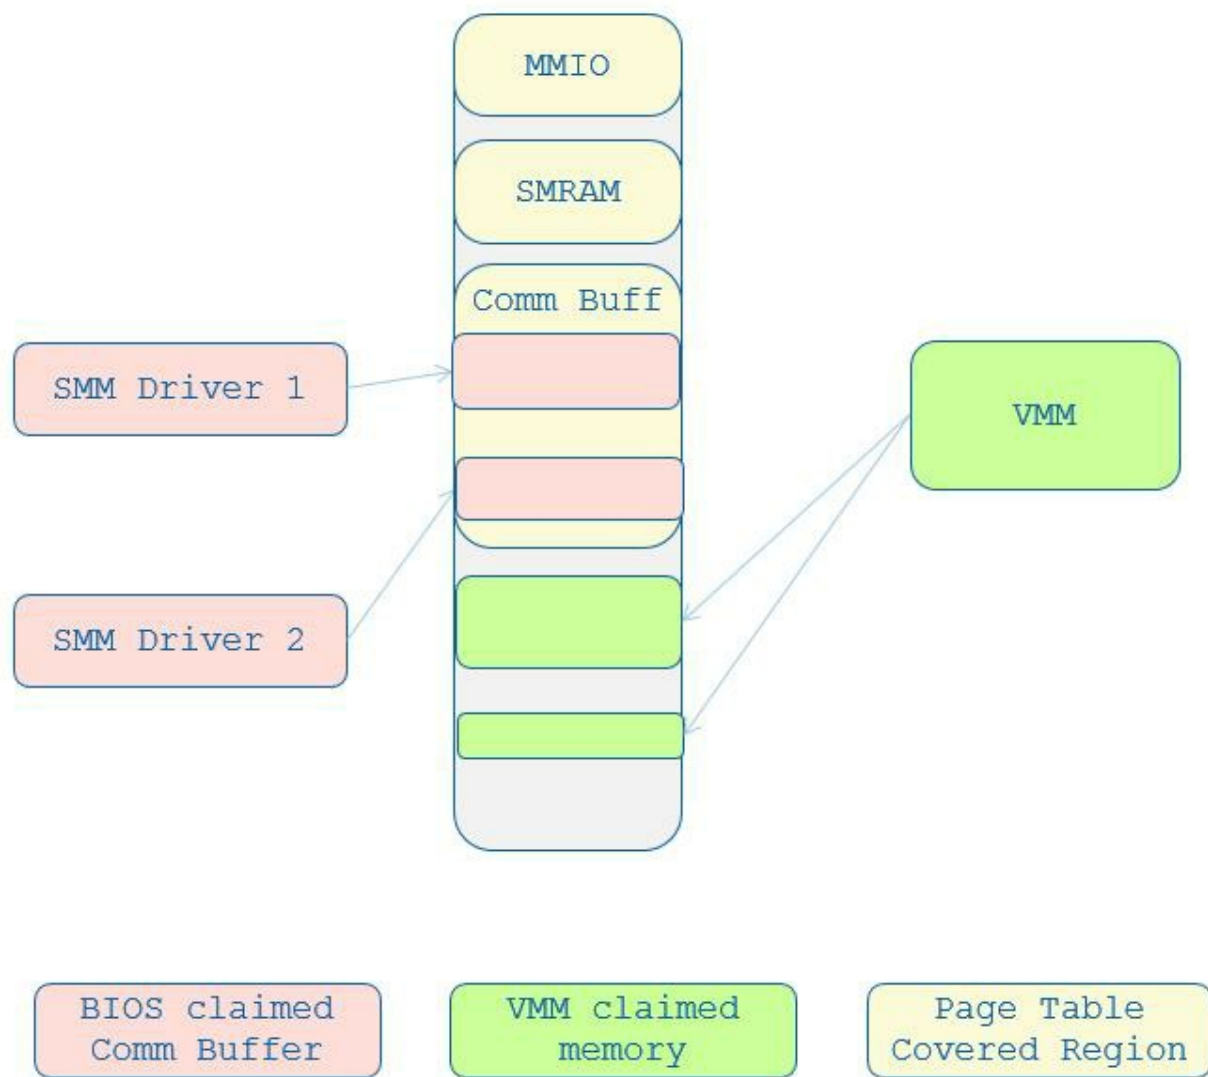 MMIO
SMRAM
Comm Buff
SMM Driver 1
VMM
SMM Driver 2
BIOS claimed
Comm Buffer
VMM claimed
memory
Page Table
Covered Region